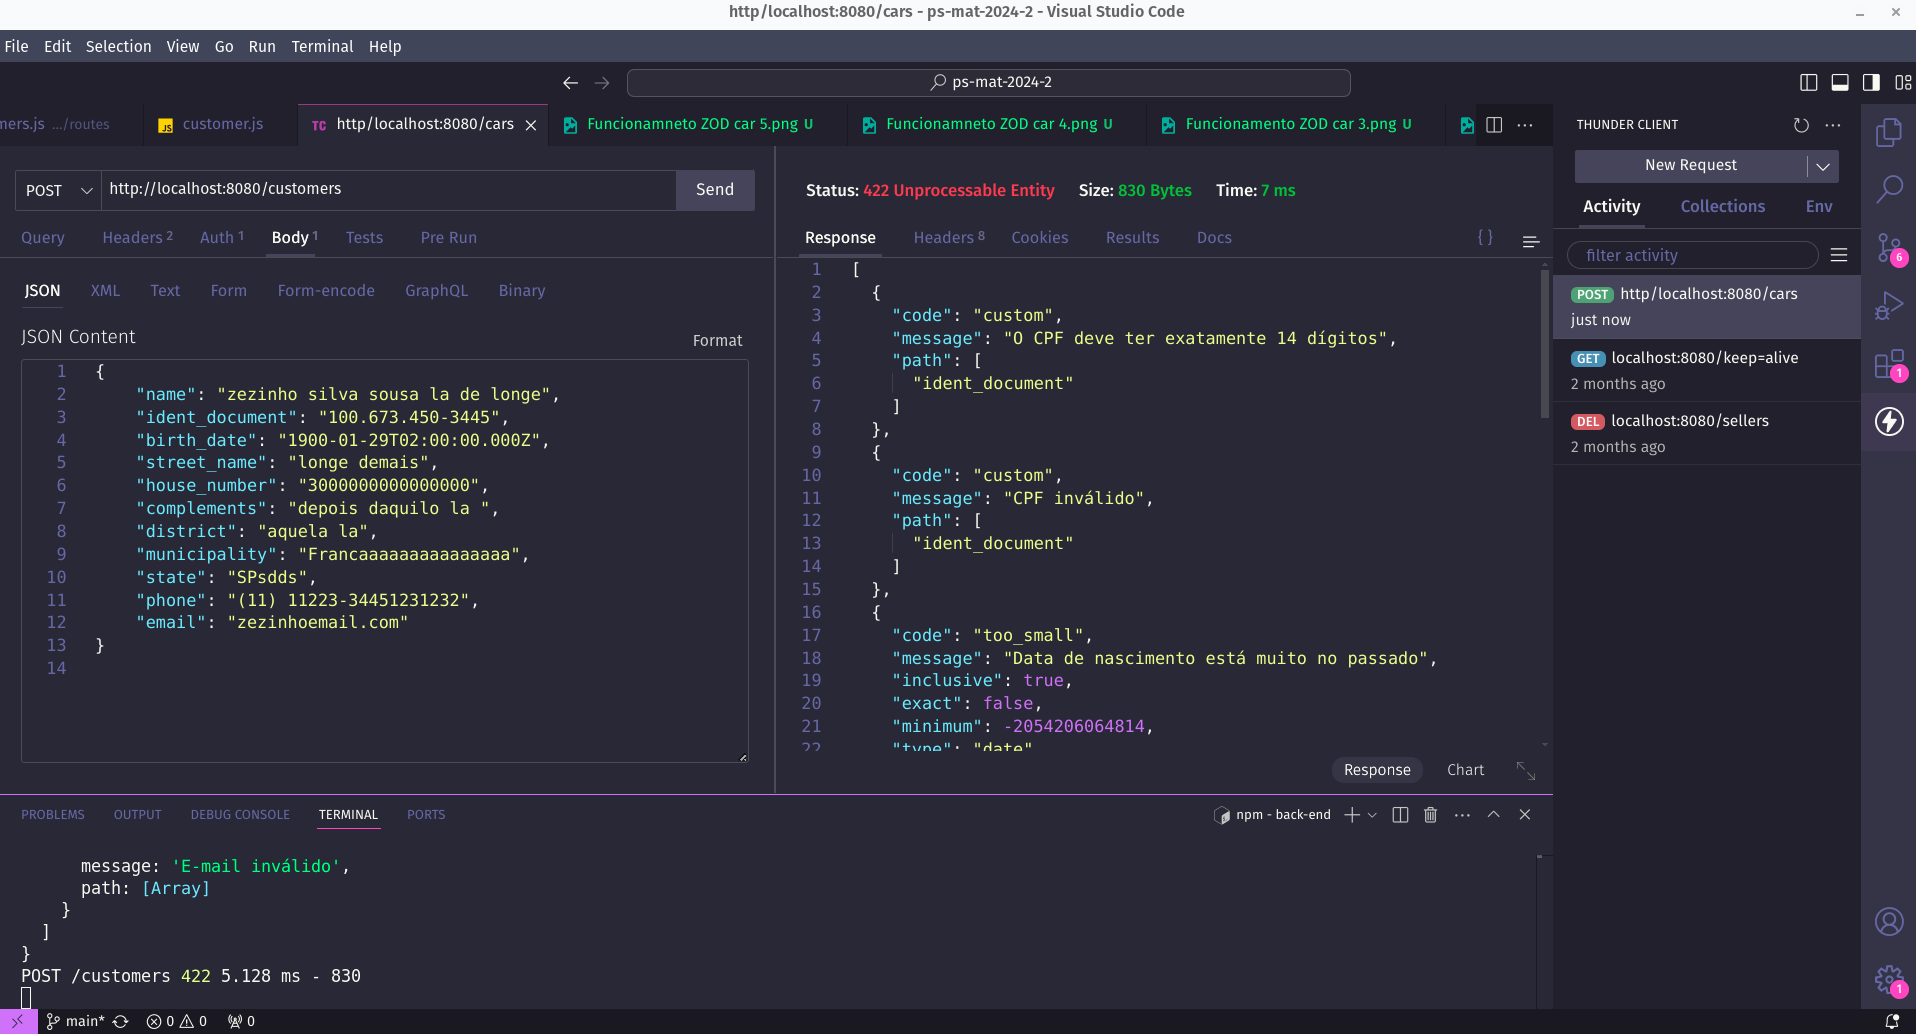 http/localhost:8080/cars - ps-mat-2024-2 - Visual Studio Code
File Edit Selection View Go Run Terminal Help
ps-mat-2024-2
mers.js .../routes
JS customer.js
TC http/localhost:8080/cars
Funcionamneto ZOD car 5.png U
Funcionamneto ZOD car 4.png U
Funcionamento ZOD car 3.png U
POST http://localhost:8080/customers Send
Query Headers 2 Auth 1 Body 1 Tests Pre Run
JSON XML Text Form Form-encode GraphQL Binary
JSON Content Format
1 {
2 "name": "zezinho silva sousa la de longe",
3 "ident_document": "100.673.450-3445",
4 "birth_date": "1900-01-29T02:00:00.000Z",
5 "street_name": "longe demais",
6 "house_number": "3000000000000000",
7 "complements": "depois daquilo la ",
8 "district": "aquela la",
9 "municipality": "Francaaaaaaaaaaaaaaa",
10 "state": "SPsdds",
11 "phone": "(11) 11223-34451231232",
12 "email": "zezinhoemail.com"
13 }
14
Status: 422 Unprocessable Entity Size: 830 Bytes Time: 7 ms
Response Headers 8 Cookies Results Docs { }
1 [
2 {
3 "code": "custom",
4 "message": "O CPF deve ter exatamente 14 dígitos",
5 "path": [
6 "ident_document"
7 ]
8 },
9 {
10 "code": "custom",
11 "message": "CPF inválido",
12 "path": [
13 "ident_document"
14 ]
15 },
16 {
17 "code": "too_small",
18 "message": "Data de nascimento está muito no passado",
19 "inclusive": true,
20 "exact": false,
21 "minimum": -2054206064814,
22 "type": "date"
Response Chart
THUNDER CLIENT
New Request
Activity Collections Env
filter activity
POST http/localhost:8080/cars
just now
GET localhost:8080/keep=alive
2 months ago
DEL localhost:8080/sellers
2 months ago
6
1
1
PROBLEMS OUTPUT DEBUG CONSOLE TERMINAL PORTS
npm - back-end
message: 'E-mail inválido',
path: [Array]
}
]
}
POST /customers 422 5.128 ms - 830
main* 0 0 0